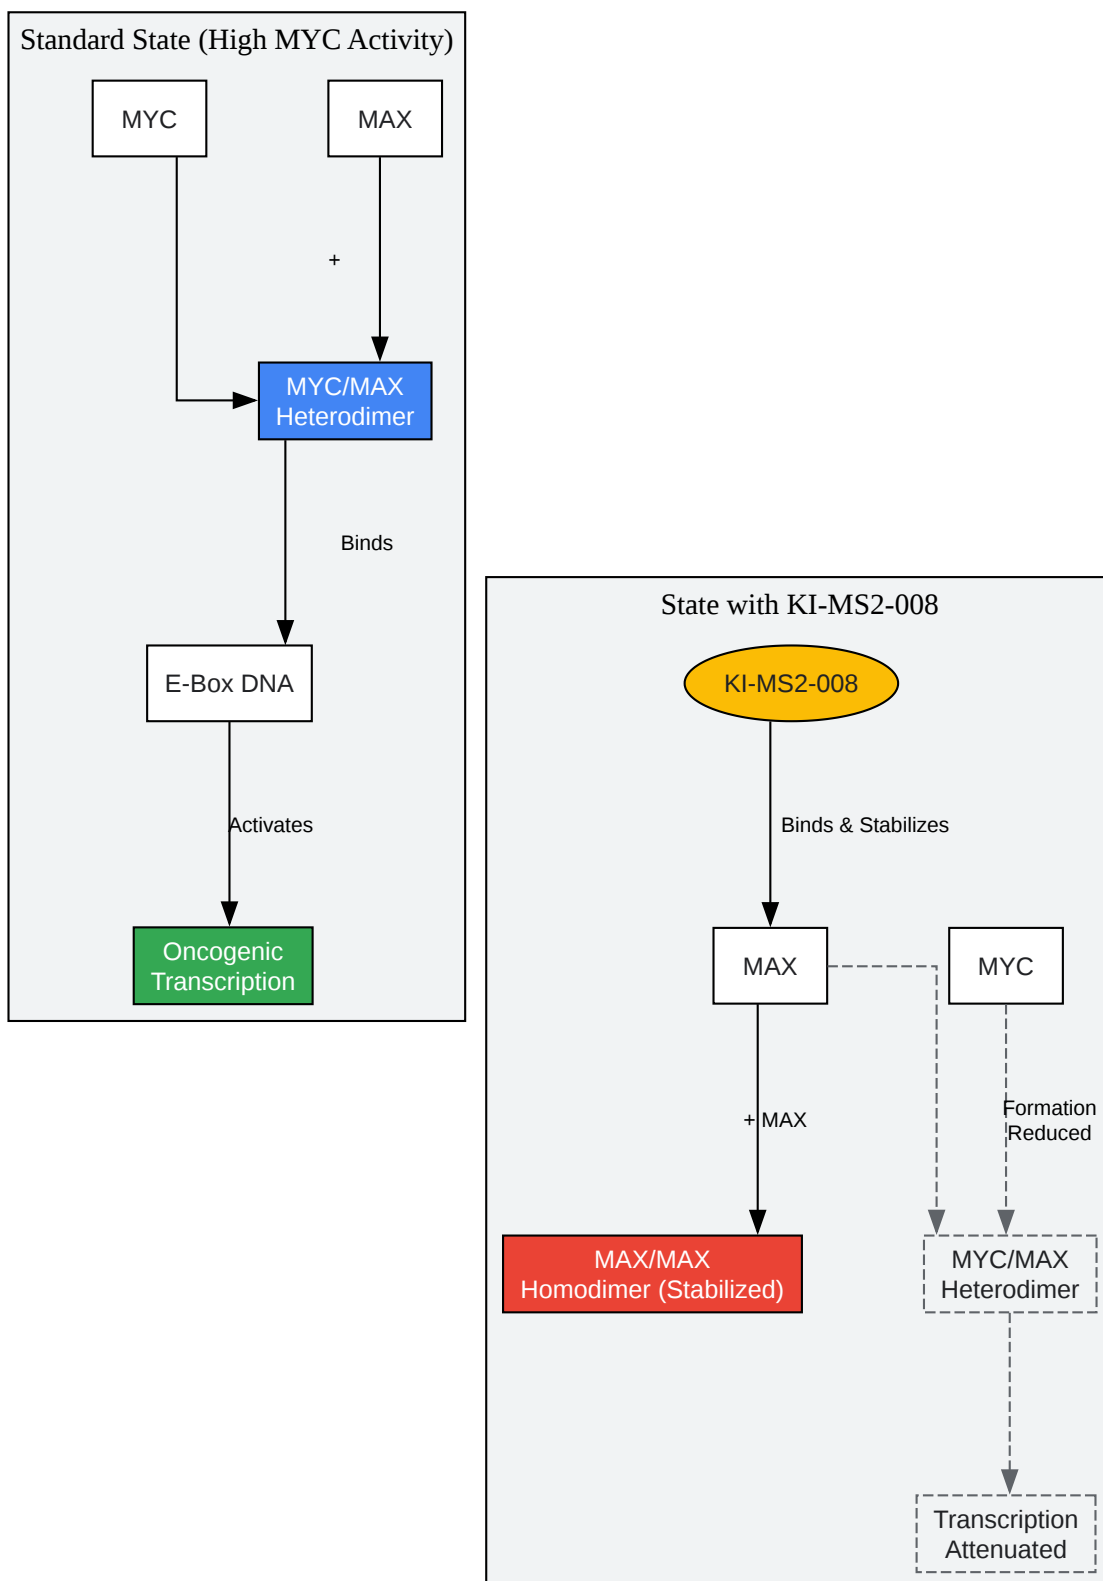 Standard State (High MYC Activity)
MYC
MAX
+
MYC/MAX
Heterodimer
Binds
E-Box DNA
Activates
Oncogenic
Transcription
State with KI-MS2-008
KI-MS2-008
Binds & Stabilizes
MAX
MYC
+ MAX
Formation
Reduced
MAX/MAX
Homodimer (Stabilized)
MYC/MAX
Heterodimer
Transcription
Attenuated